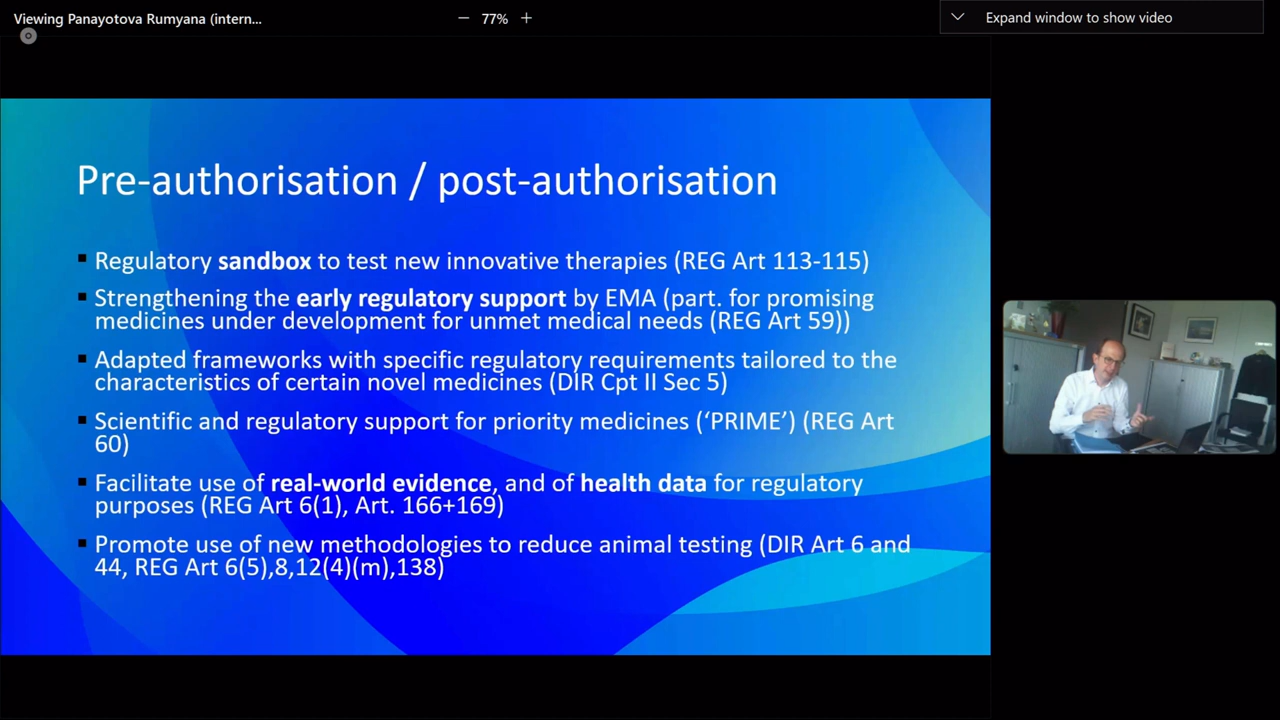 Viewing Panayotova Rumyana (intern...
77%
Expand window to show video
Pre-authorisation / post-authorisation
Regulatory sandbox to test new innovative therapies (REG Art 113-115)
Strengthening the early regulatory support by EMA (part. for promising
medicines under development for unmet medical needs (REG Art 59))
Adapted frameworks with specific regulatory requirements tailored to the
characteristics of certain novel medicines (DIR Cpt II Sec 5)
Scientific and regulatory support for priority medicines (‘PRIME’) (REG Art
60)
Facilitate use of real-world evidence, and of health data for regulatory
purposes (REG Art 6(1), Art. 166+169)
Promote use of new methodologies to reduce animal testing (DIR Art 6 and
44, REG Art 6(5),8,12(4)(m),138)